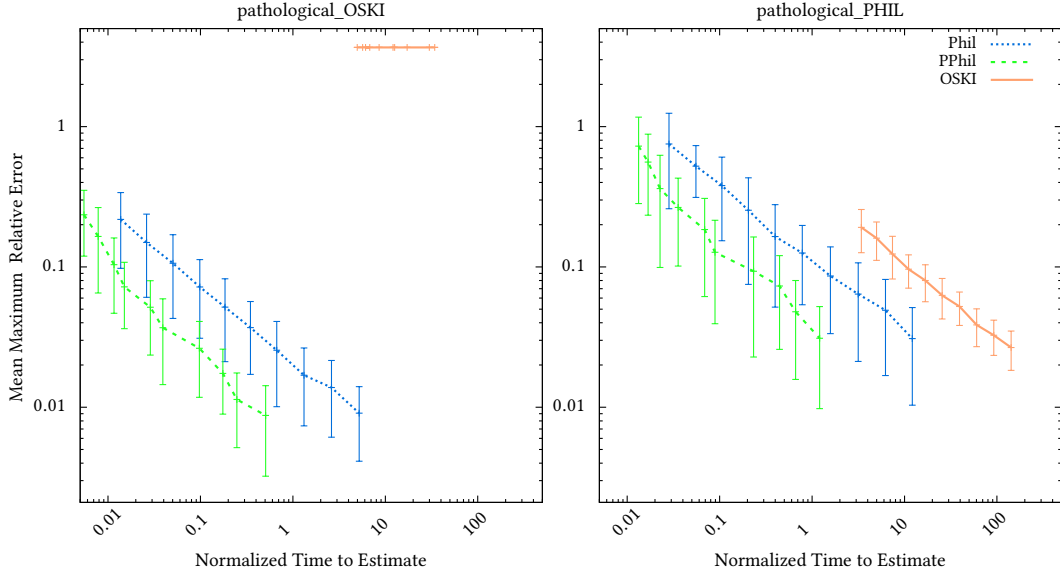 pathological_OSKI
pathological_PHIL
Phil
PPhil
OSKI
Mean Maximum Relative Error
1
0.1
0.01
0.01
0.1
1
10
100
Normalized Time to Estimate
1
0.1
0.01
0.01
0.1
1
10
100
Normalized Time to Estimate